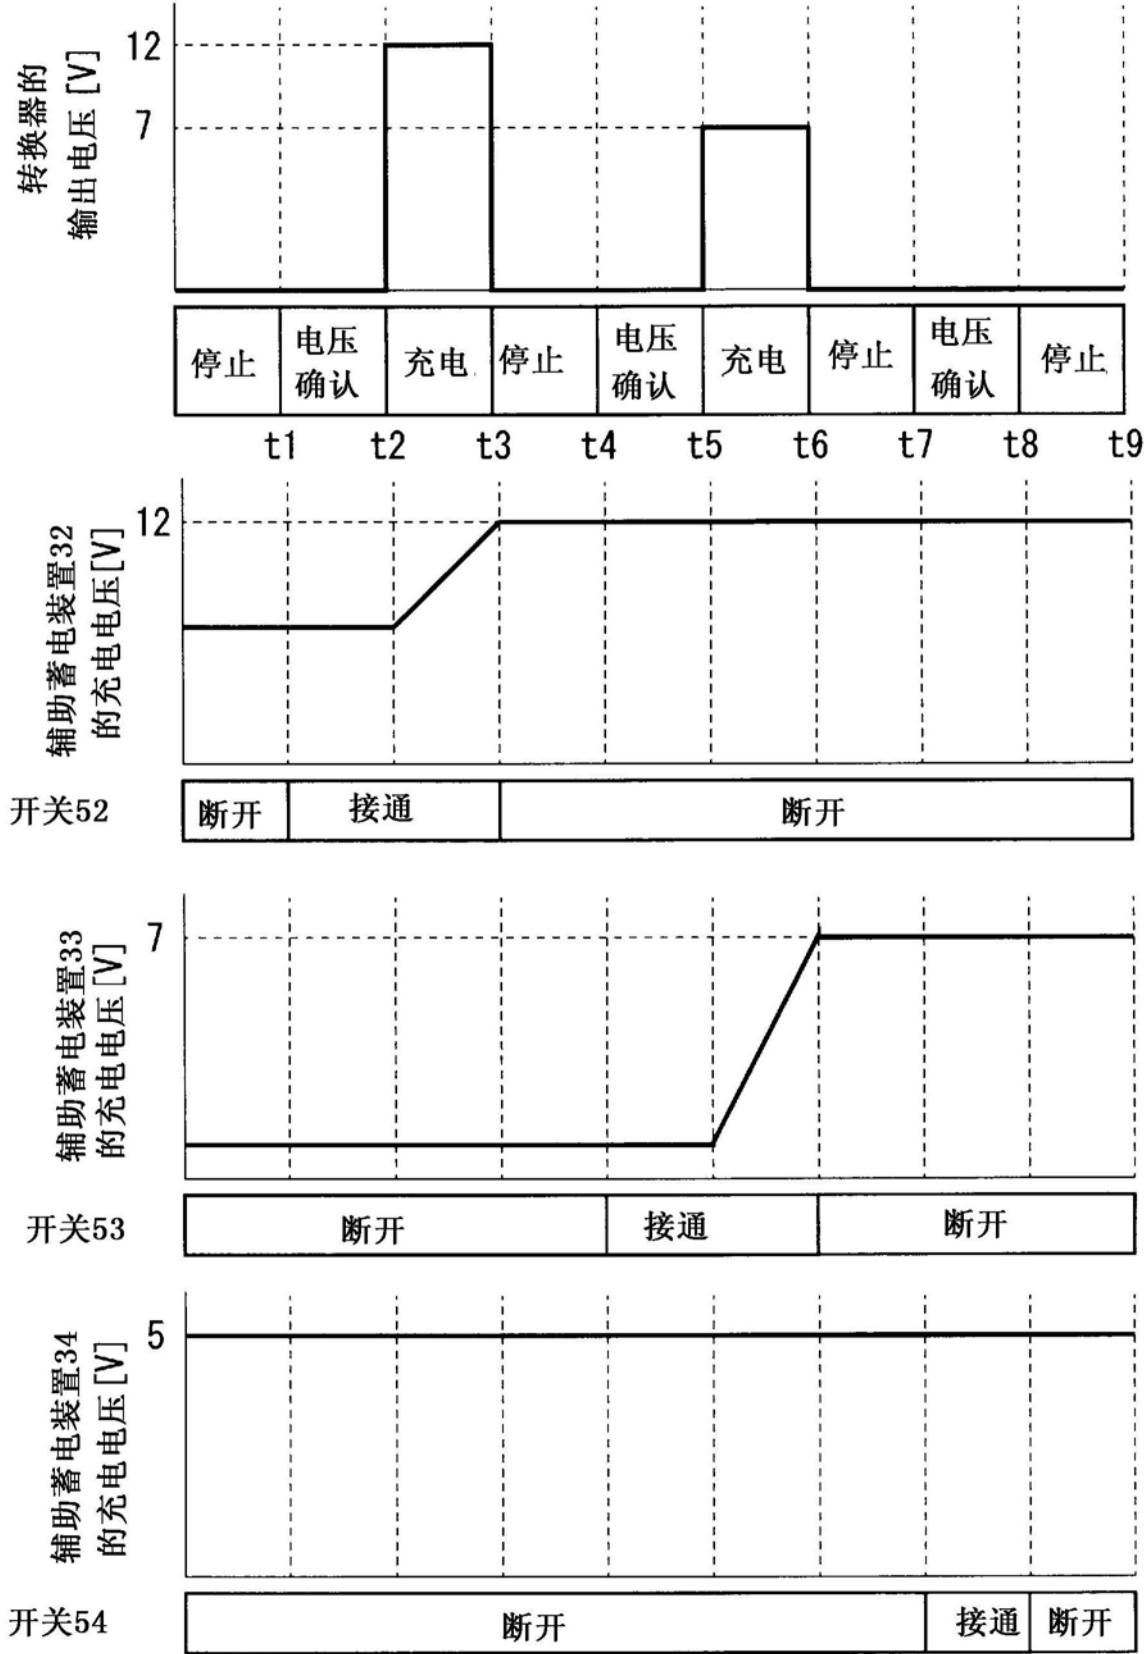 转换器的
输出电压[V]
12
7
停止
电压
确认
充电
停止
电压
确认
充电
停止
电压
确认
停止
t1 t2 t3 t4 t5 t6 t7 t8 t9
辅助蓄电装置32
的充电电压[V]
12
开关52
断开
接通
断开
辅助蓄电装置33
的充电电压[V]
7
开关53
断开
接通
断开
辅助蓄电装置34
的充电电压[V]
5
开关54
断开
接通
断开